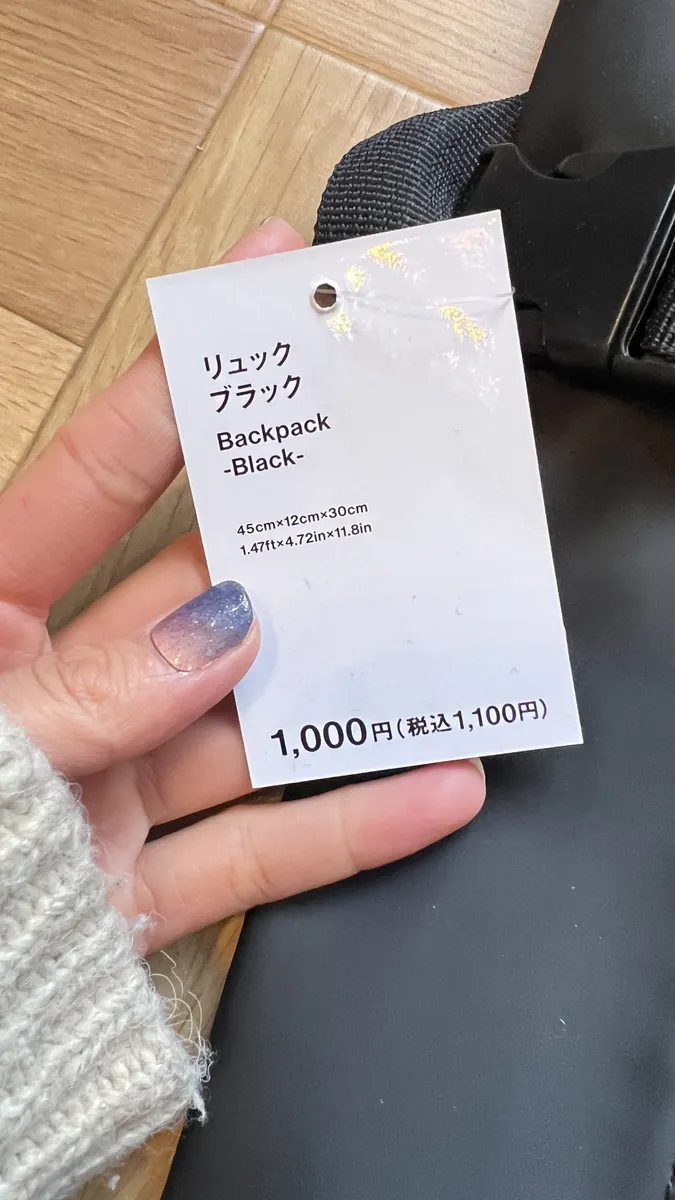 リュック
ブラック
Backpack
-Black-
45cm×12cm×30cm
1.47ft×4.72in×11.8in
1,000円(税込1,100円)